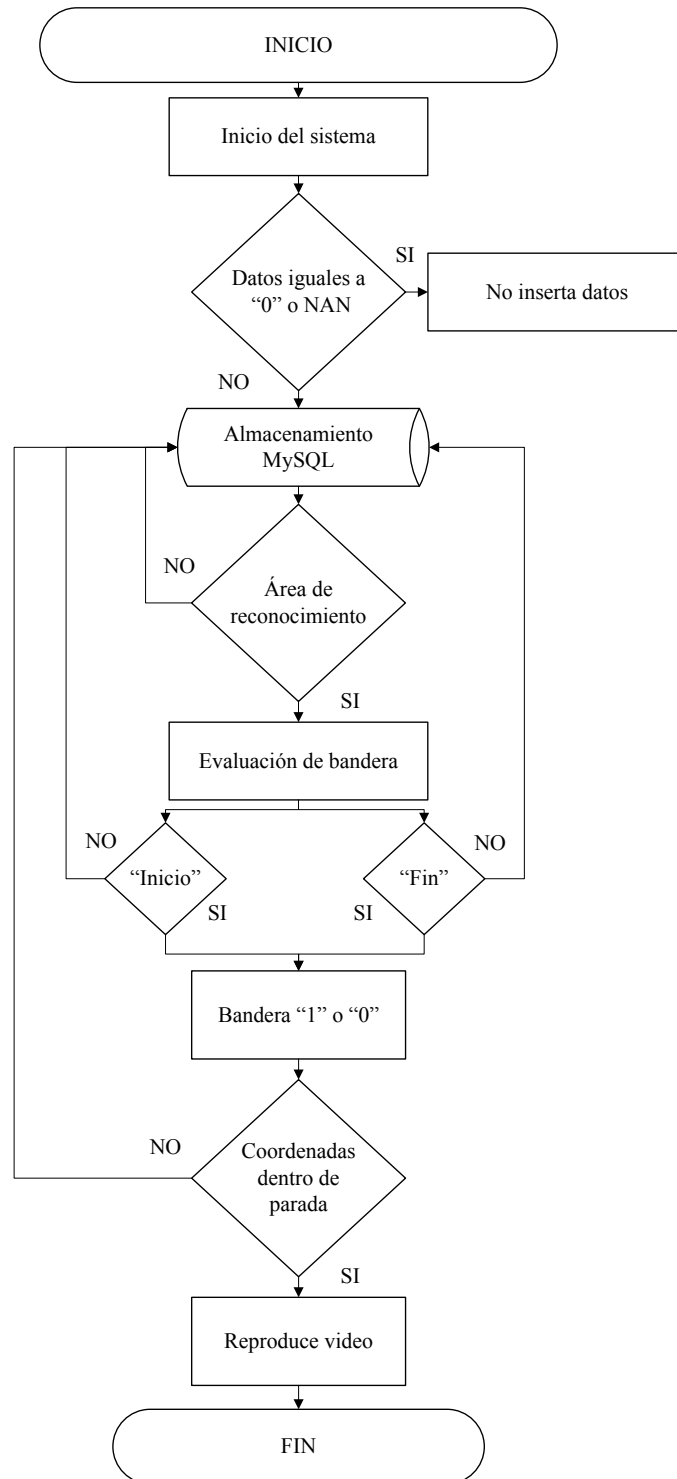 INICIO
Inicio del sistema
Datos iguales a
“0” o NAN
SI
No inserta datos
NO
Almacenamiento
MySQL
NO
Área de
reconocimiento
SI
Evaluación de bandera
NO
“Inicio”
SI
“Fin”
SI
NO
Bandera “1” o “0”
NO
Coordenadas
dentro de
parada
SI
Reproduce video
FIN